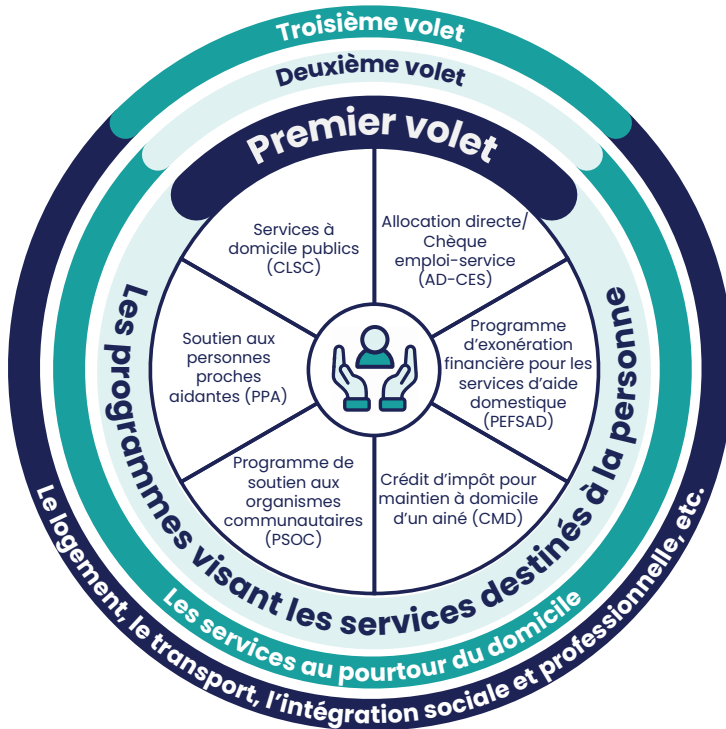 Troisième volet
Deuxième volet
Premier volet
Services à
domicile publics
(CLSC)
Allocation directe/
Chèque
emploi-service
(AD-CES)
Soutien aux
personnes
proches
aidantes (PPA)
Programme
d'exonération
financière pour les
services d'aide
domestique
(PEFSAD)
Programme de
soutien aux
organismes
communautaires
(PSOC)
Crédit d'impôt pour
maintien à domicile
d'un ainé (CMD)
Les programmes visant les services destinés à la personne
Les services au pourtour du domicile
Le logement, le transport, l'intégration sociale et professionnelle, etc.